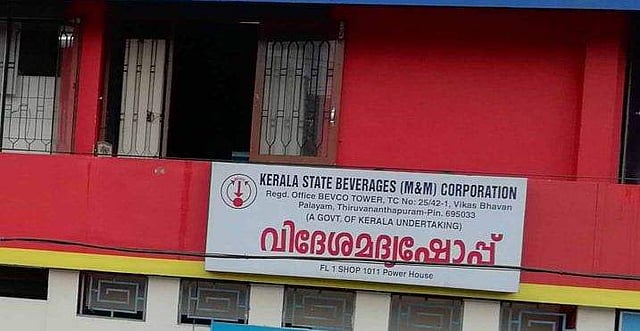 KERALA STATE BEVERAGES (M&M) CORPORATION
Regd. Office BEVCO TOWER, TC No: 25/42-1, Vikas Bhavan
Palayam, Thiruvananthapuram-Pin. 695033
(A GOVT. OF KERALA UNDERTAKING)
വിദേശമദ്യഷോപ്പ്
FL 1 SHOP 1011 Power House